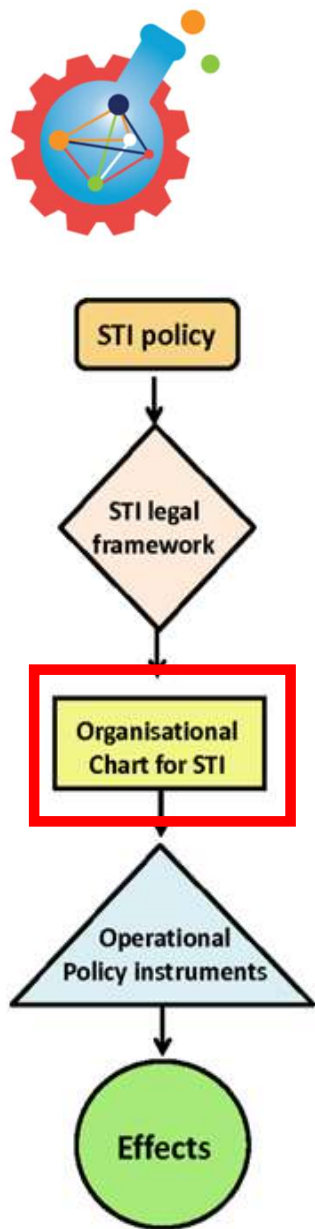 STI policy
STI legal
framework
Organisational
Chart for STI
Operational
Policy instruments
Effects